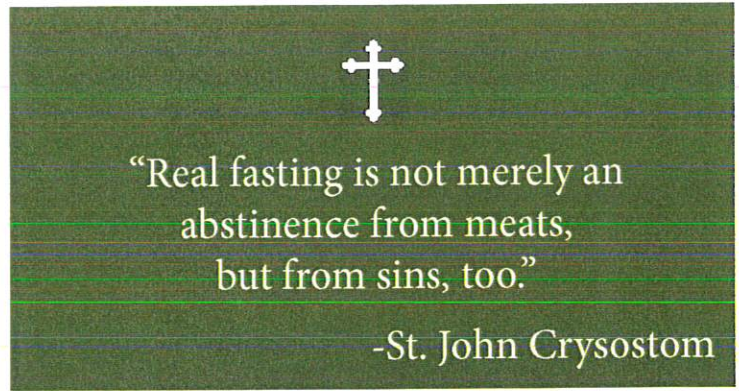 “Real fasting is not merely an
abstinence from meats,
but from sins, too.”
-St. John Crysostom